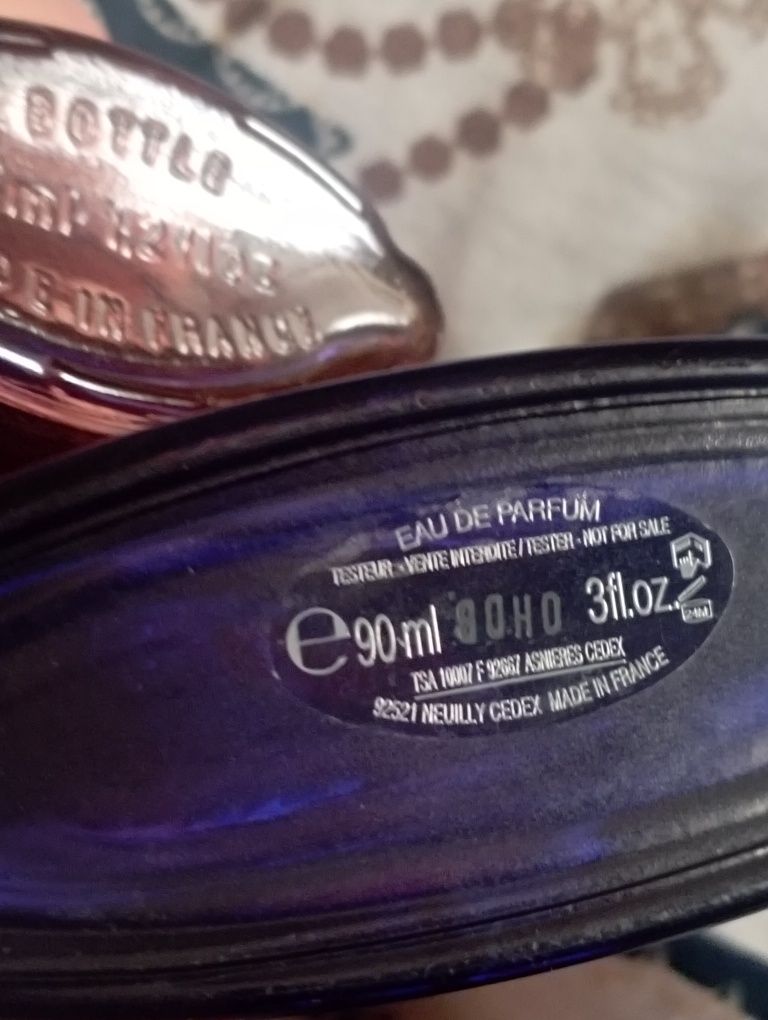 BOTTLE
E IN FRANCE
EAU DE PARFUM
TESTEUR - VENTE INTERDITE / TESTER - NOT FOR SALE
e 90 ml 3fl.oz. 24M
TSA 10007 F 92667 ASNIERES CEDEX
92521 NEUILLY CEDEX MADE IN FRANCE